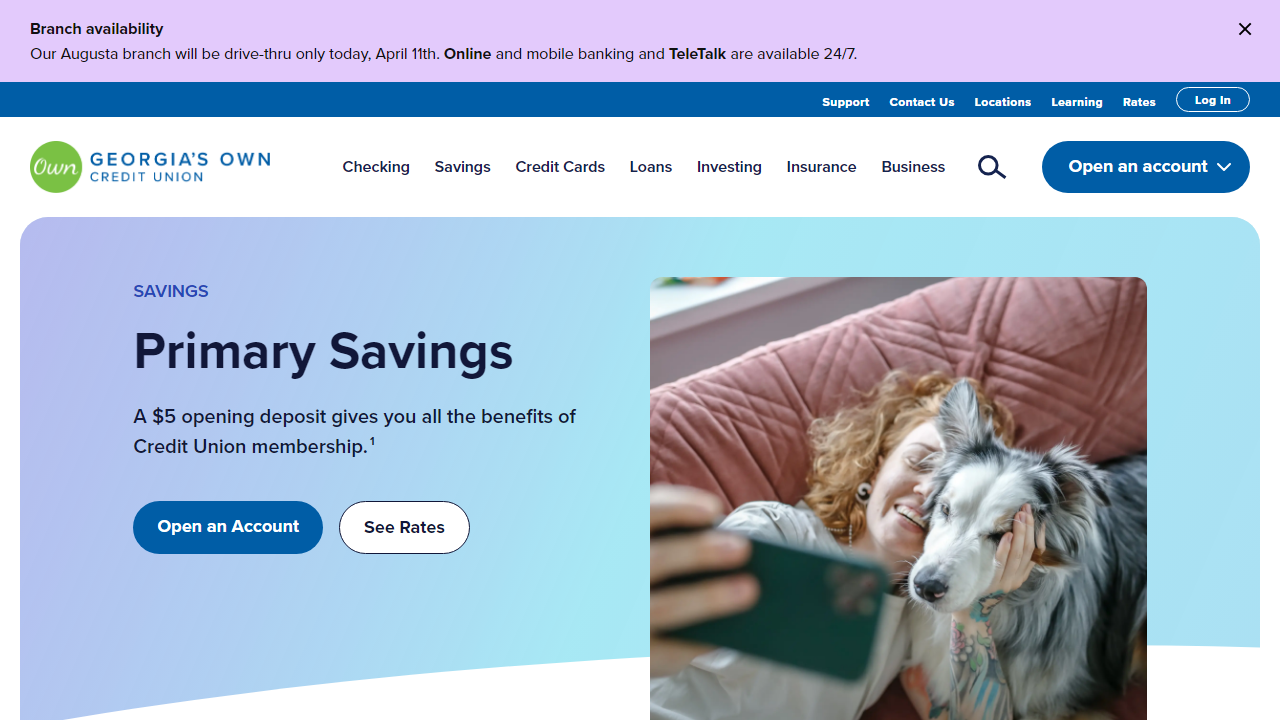 Branch availability
Our Augusta branch will be drive-thru only today, April 11th. Online and mobile banking and TeleTalk are available 24/7.
Support Contact Us Locations Learning Rates Log In
Own GEORGIA'S OWN
CREDIT UNION
Checking Savings Credit Cards Loans Investing Insurance Business Open an account
SAVINGS
Primary Savings
A $5 opening deposit gives you all the benefits of
Credit Union membership.1
Open an Account See Rates